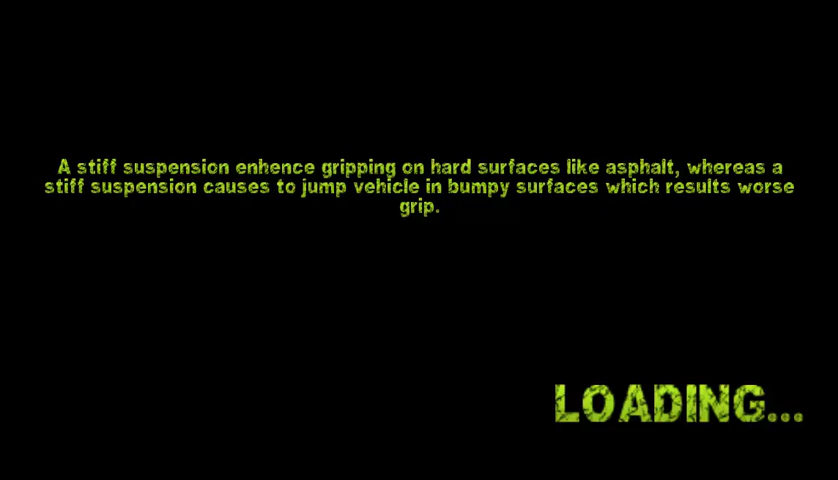 A stiff suspension enhence gripping on hard surfaces like asphalt, whereas a
stiff suspension causes to jump vehicle in bumpy surfaces which results worse
grip.
LOADING...